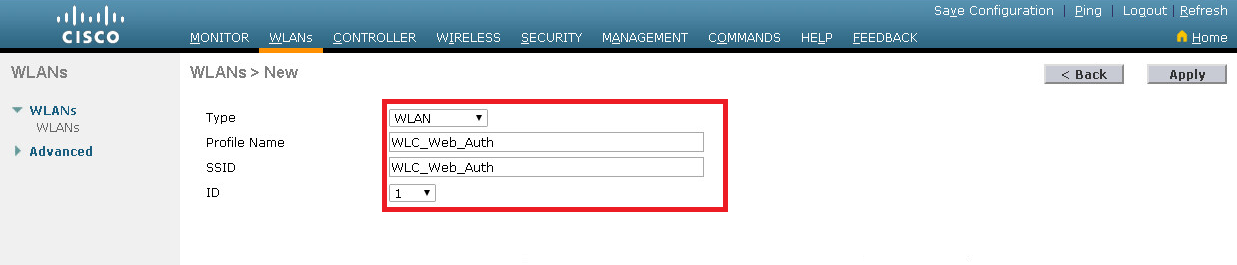 Save Configuration | Ping | Logout | Refresh
CISCO
MONITOR WLANs CONTROLLER WIRELESS SECURITY MANAGEMENT COMMANDS HELP FEEDBACK Home
WLANs
WLANs > New
< Back Apply
WLANs
WLANs
Advanced
Type WLAN
Profile Name WLC_Web_Auth
SSID WLC_Web_Auth
ID 1